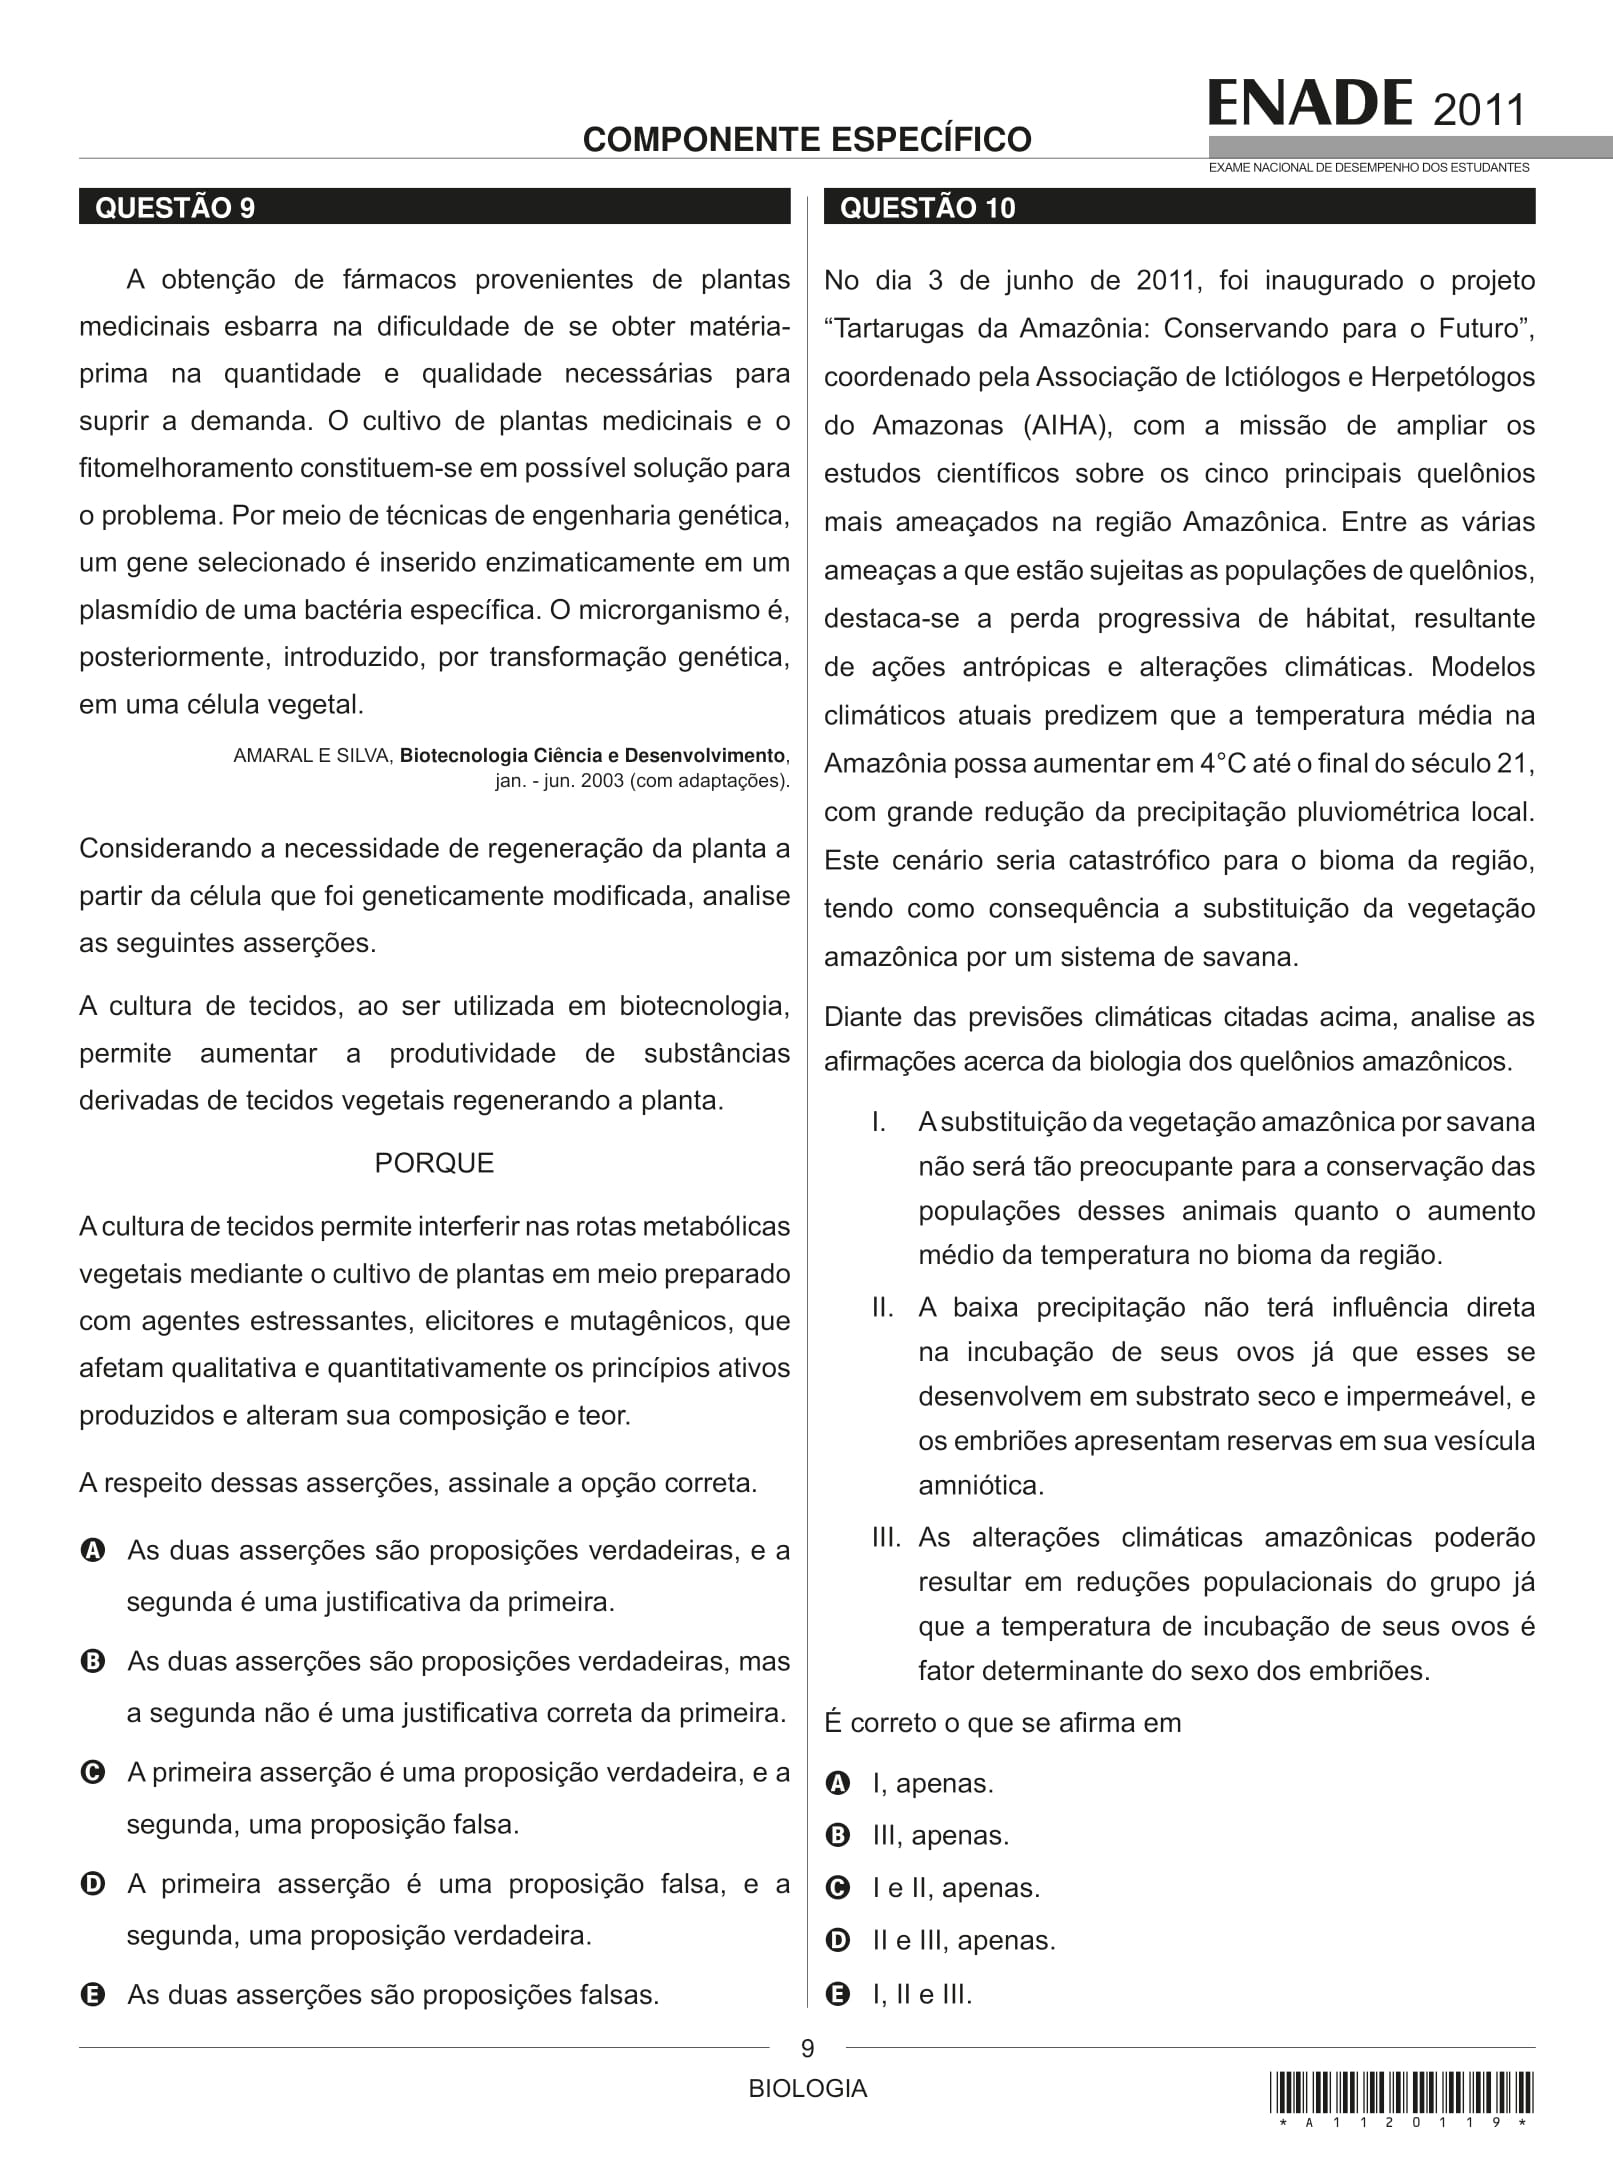 ENADE 2011
COMPONENTE ESPECÍFICO
EXAME NACIONAL DE DESEMPENHO DOS ESTUDANTES
QUESTÃO 9
A obtenção de fármacos provenientes de plantas
medicinais esbarra na dificuldade de se obter matéria-
prima na quantidade e qualidade necessárias para
suprir a demanda. O cultivo de plantas medicinais e o
fitomelhoramento constituem-se em possível solução para
o problema. Por meio de técnicas de engenharia genética,
um gene selecionado é inserido enzimaticamente em um
plasmídio de uma bactéria específica. O microrganismo é,
posteriormente, introduzido, por transformação genética,
em uma célula vegetal.
AMARAL E SILVA, Biotecnologia Ciência e Desenvolvimento,
jan. - jun. 2003 (com adaptações).
Considerando a necessidade de regeneração da planta a
partir da célula que foi geneticamente modificada, analise
as seguintes asserções.
A cultura de tecidos, ao ser utilizada em biotecnologia,
permite aumentar a produtividade de substâncias
derivadas de tecidos vegetais regenerando a planta.
PORQUE
A cultura de tecidos permite interferir nas rotas metabólicas
vegetais mediante o cultivo de plantas em meio preparado
com agentes estressantes, elicitores e mutagênicos, que
afetam qualitativa e quantitativamente os princípios ativos
produzidos e alteram sua composição e teor.
A respeito dessas asserções, assinale a opção correta.
A As duas asserções são proposições verdadeiras, e a
segunda é uma justificativa da primeira.
B As duas asserções são proposições verdadeiras, mas
a segunda não é uma justificativa correta da primeira.
C A primeira asserção é uma proposição verdadeira, e a
segunda, uma proposição falsa.
D A primeira asserção é uma proposição falsa, e a
segunda, uma proposição verdadeira.
E As duas asserções são proposições falsas.
QUESTÃO 10
No dia 3 de junho de 2011, foi inaugurado o projeto
“Tartarugas da Amazônia: Conservando para o Futuro”,
coordenado pela Associação de Ictiólogos e Herpetólogos
do Amazonas (AIHA), com a missão de ampliar os
estudos científicos sobre os cinco principais quelônios
mais ameaçados na região Amazônica. Entre as várias
ameaças a que estão sujeitas as populações de quelônios,
destaca-se a perda progressiva de hábitat, resultante
de ações antrópicas e alterações climáticas. Modelos
climáticos atuais predizem que a temperatura média na
Amazônia possa aumentar em 4°C até o final do século 21,
com grande redução da precipitação pluviométrica local.
Este cenário seria catastrófico para o bioma da região,
tendo como consequência a substituição da vegetação
amazônica por um sistema de savana.
Diante das previsões climáticas citadas acima, analise as
afirmações acerca da biologia dos quelônios amazônicos.
I. A substituição da vegetação amazônica por savana
não será tão preocupante para a conservação das
populações desses animais quanto o aumento
médio da temperatura no bioma da região.
II. A baixa precipitação não terá influência direta
na incubação de seus ovos já que esses se
desenvolvem em substrato seco e impermeável, e
os embriões apresentam reservas em sua vesícula
amniótica.
III. As alterações climáticas amazônicas poderão
resultar em reduções populacionais do grupo já
que a temperatura de incubação de seus ovos é
fator determinante do sexo dos embriões.
É correto o que se afirma em
A I, apenas.
B III, apenas.
C I e II, apenas.
D II e III, apenas.
E I, II e III.
9
BIOLOGIA
* A 1 1 2 0 1 1 9 *